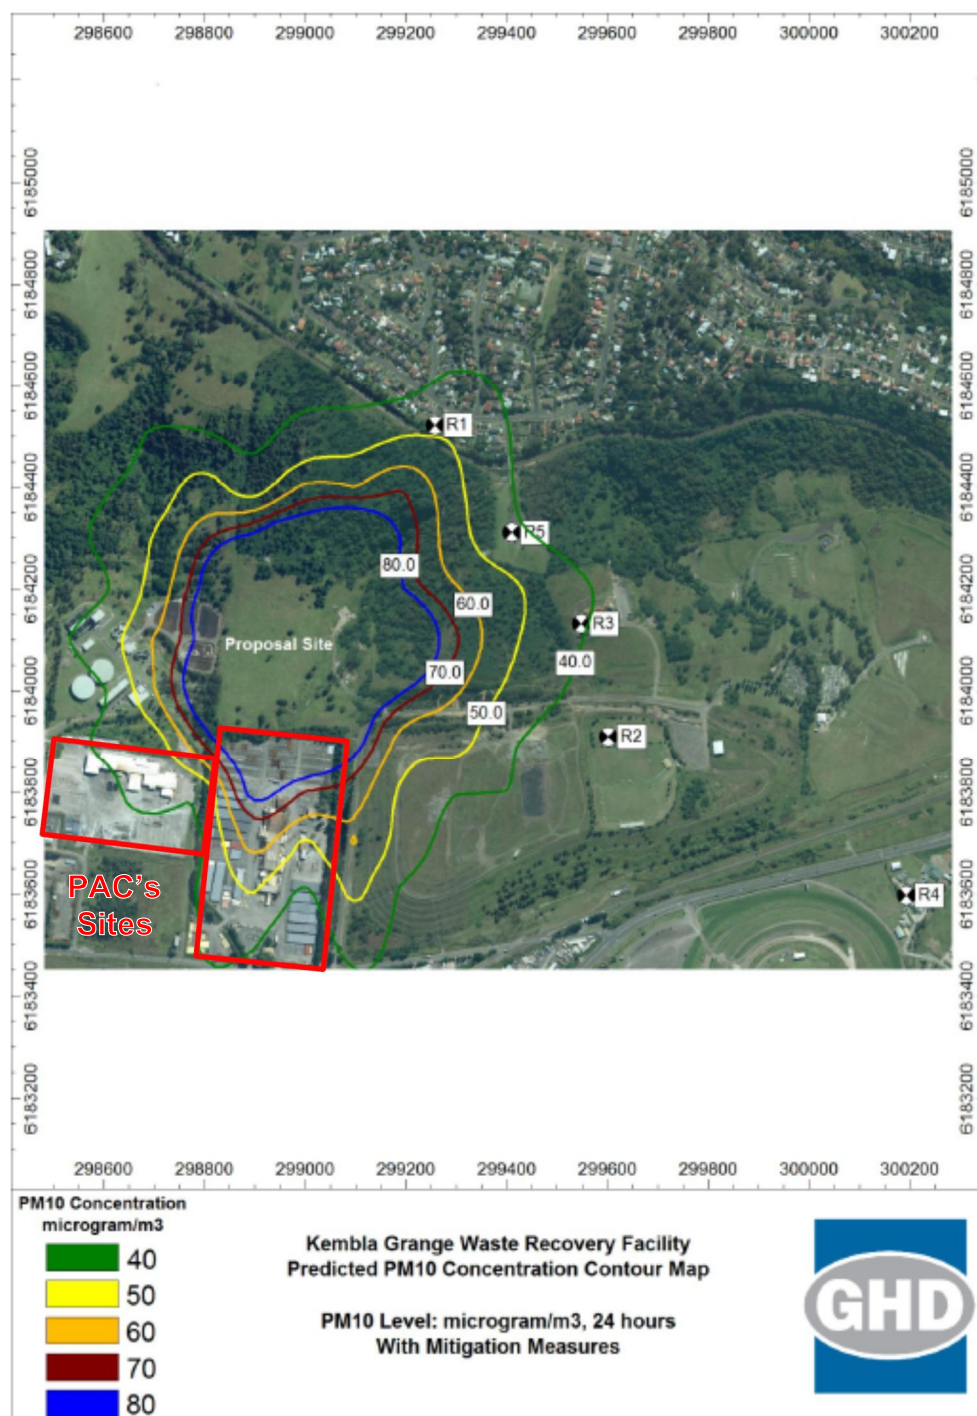 298600 298800 299000 299200 299400 299600 299800 300000 300200
6185000
6184800
6184600
6184400
6184200
6184000
6183800
6183600
6183400
6183200
6185000
6184800
6184600
6184400
6184200
6184000
6183800
6183600
6183400
6183200
R1
R5
80.0
60.0
R3
Proposal Site
40.0
70.0
50.0
R2
PAC's
Sites
R4
298600 298800 299000 299200 299400 299600 299800 300000 300200
PM10 Concentration
microgram/m3
40
50
60
70
80
Kembla Grange Waste Recovery Facility
Predicted PM10 Concentration Contour Map
PM10 Level: microgram/m3, 24 hours
With Mitigation Measures
GHD